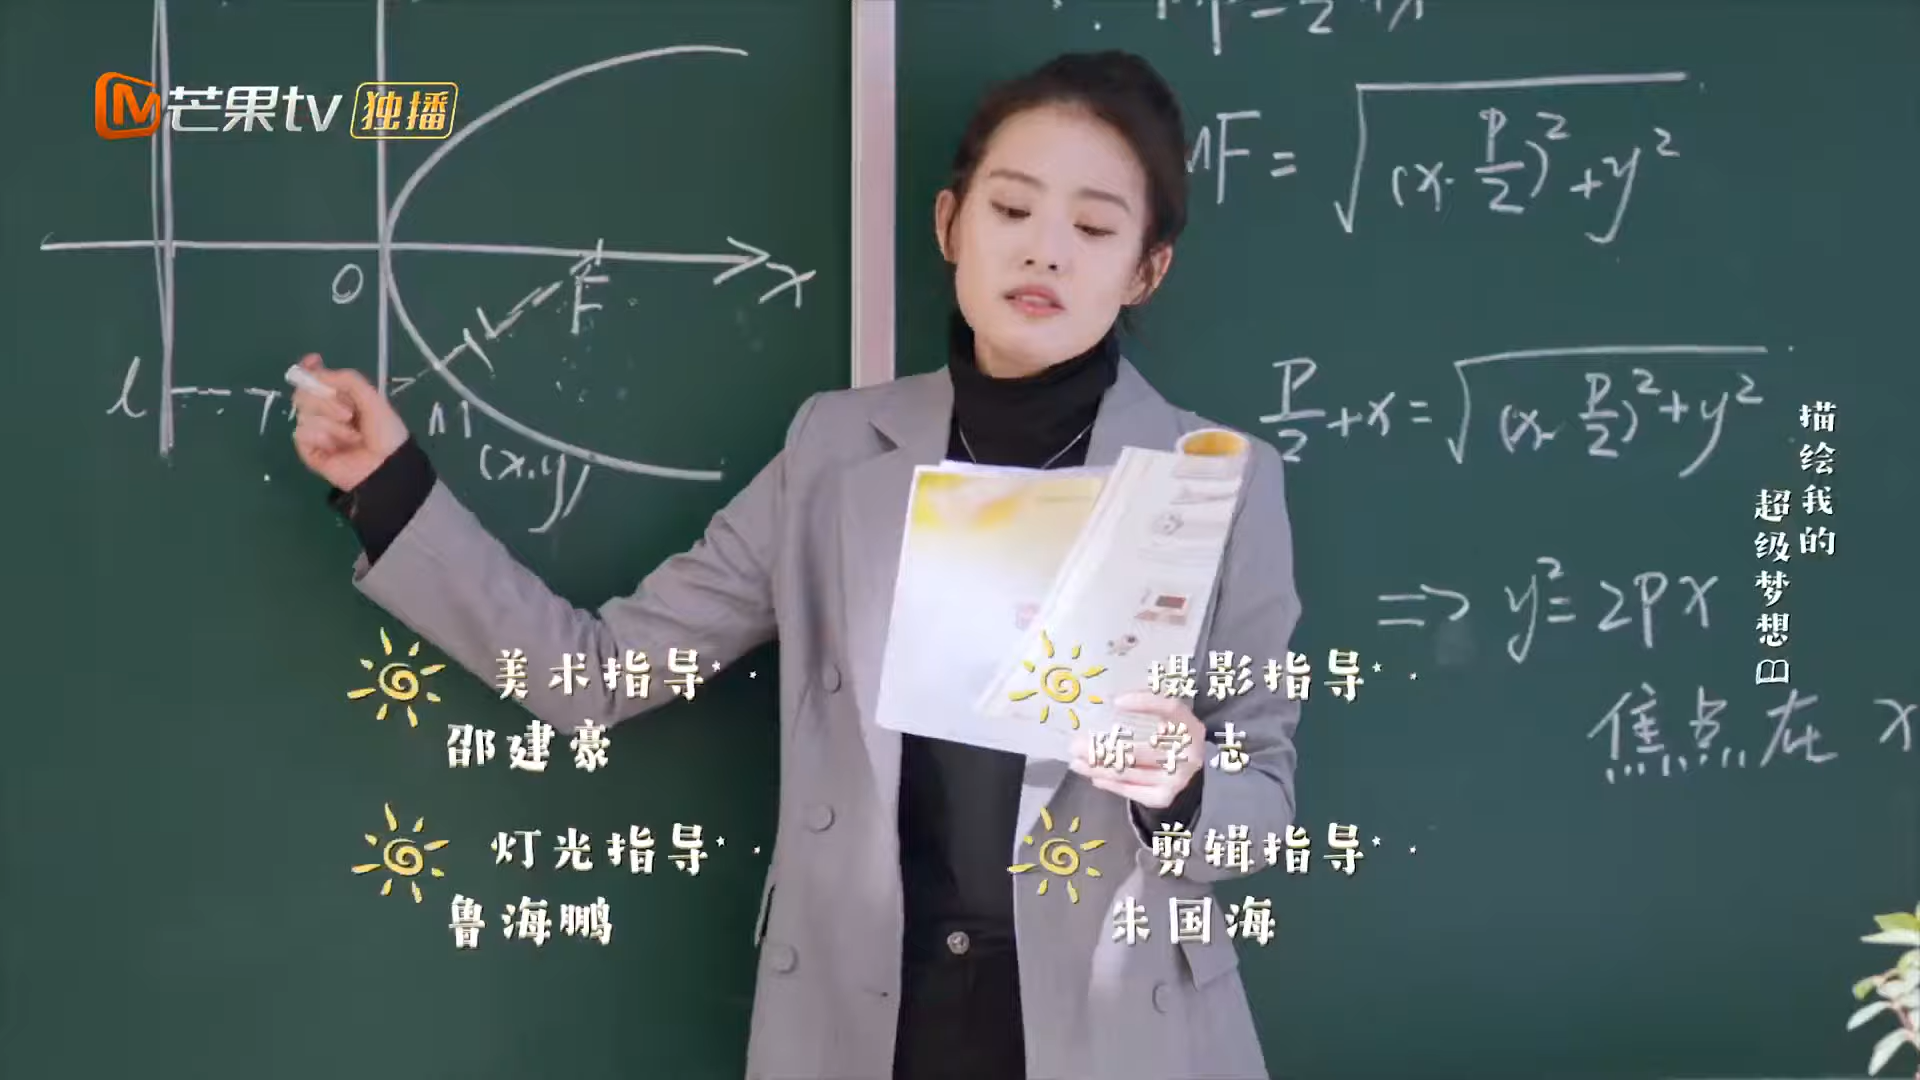 芒果tv 独播
O
x
F
l
M
(x,y)
F=
√(x-P/2)²+y²
P/2+x=√(x-P/2)²+y²
⇒ y²=2px
焦点在 x
描绘我的
超级梦想
美术指导
邵建豪
摄影指导
陈学志
灯光指导
鲁海鹏
剪辑指导
朱国海